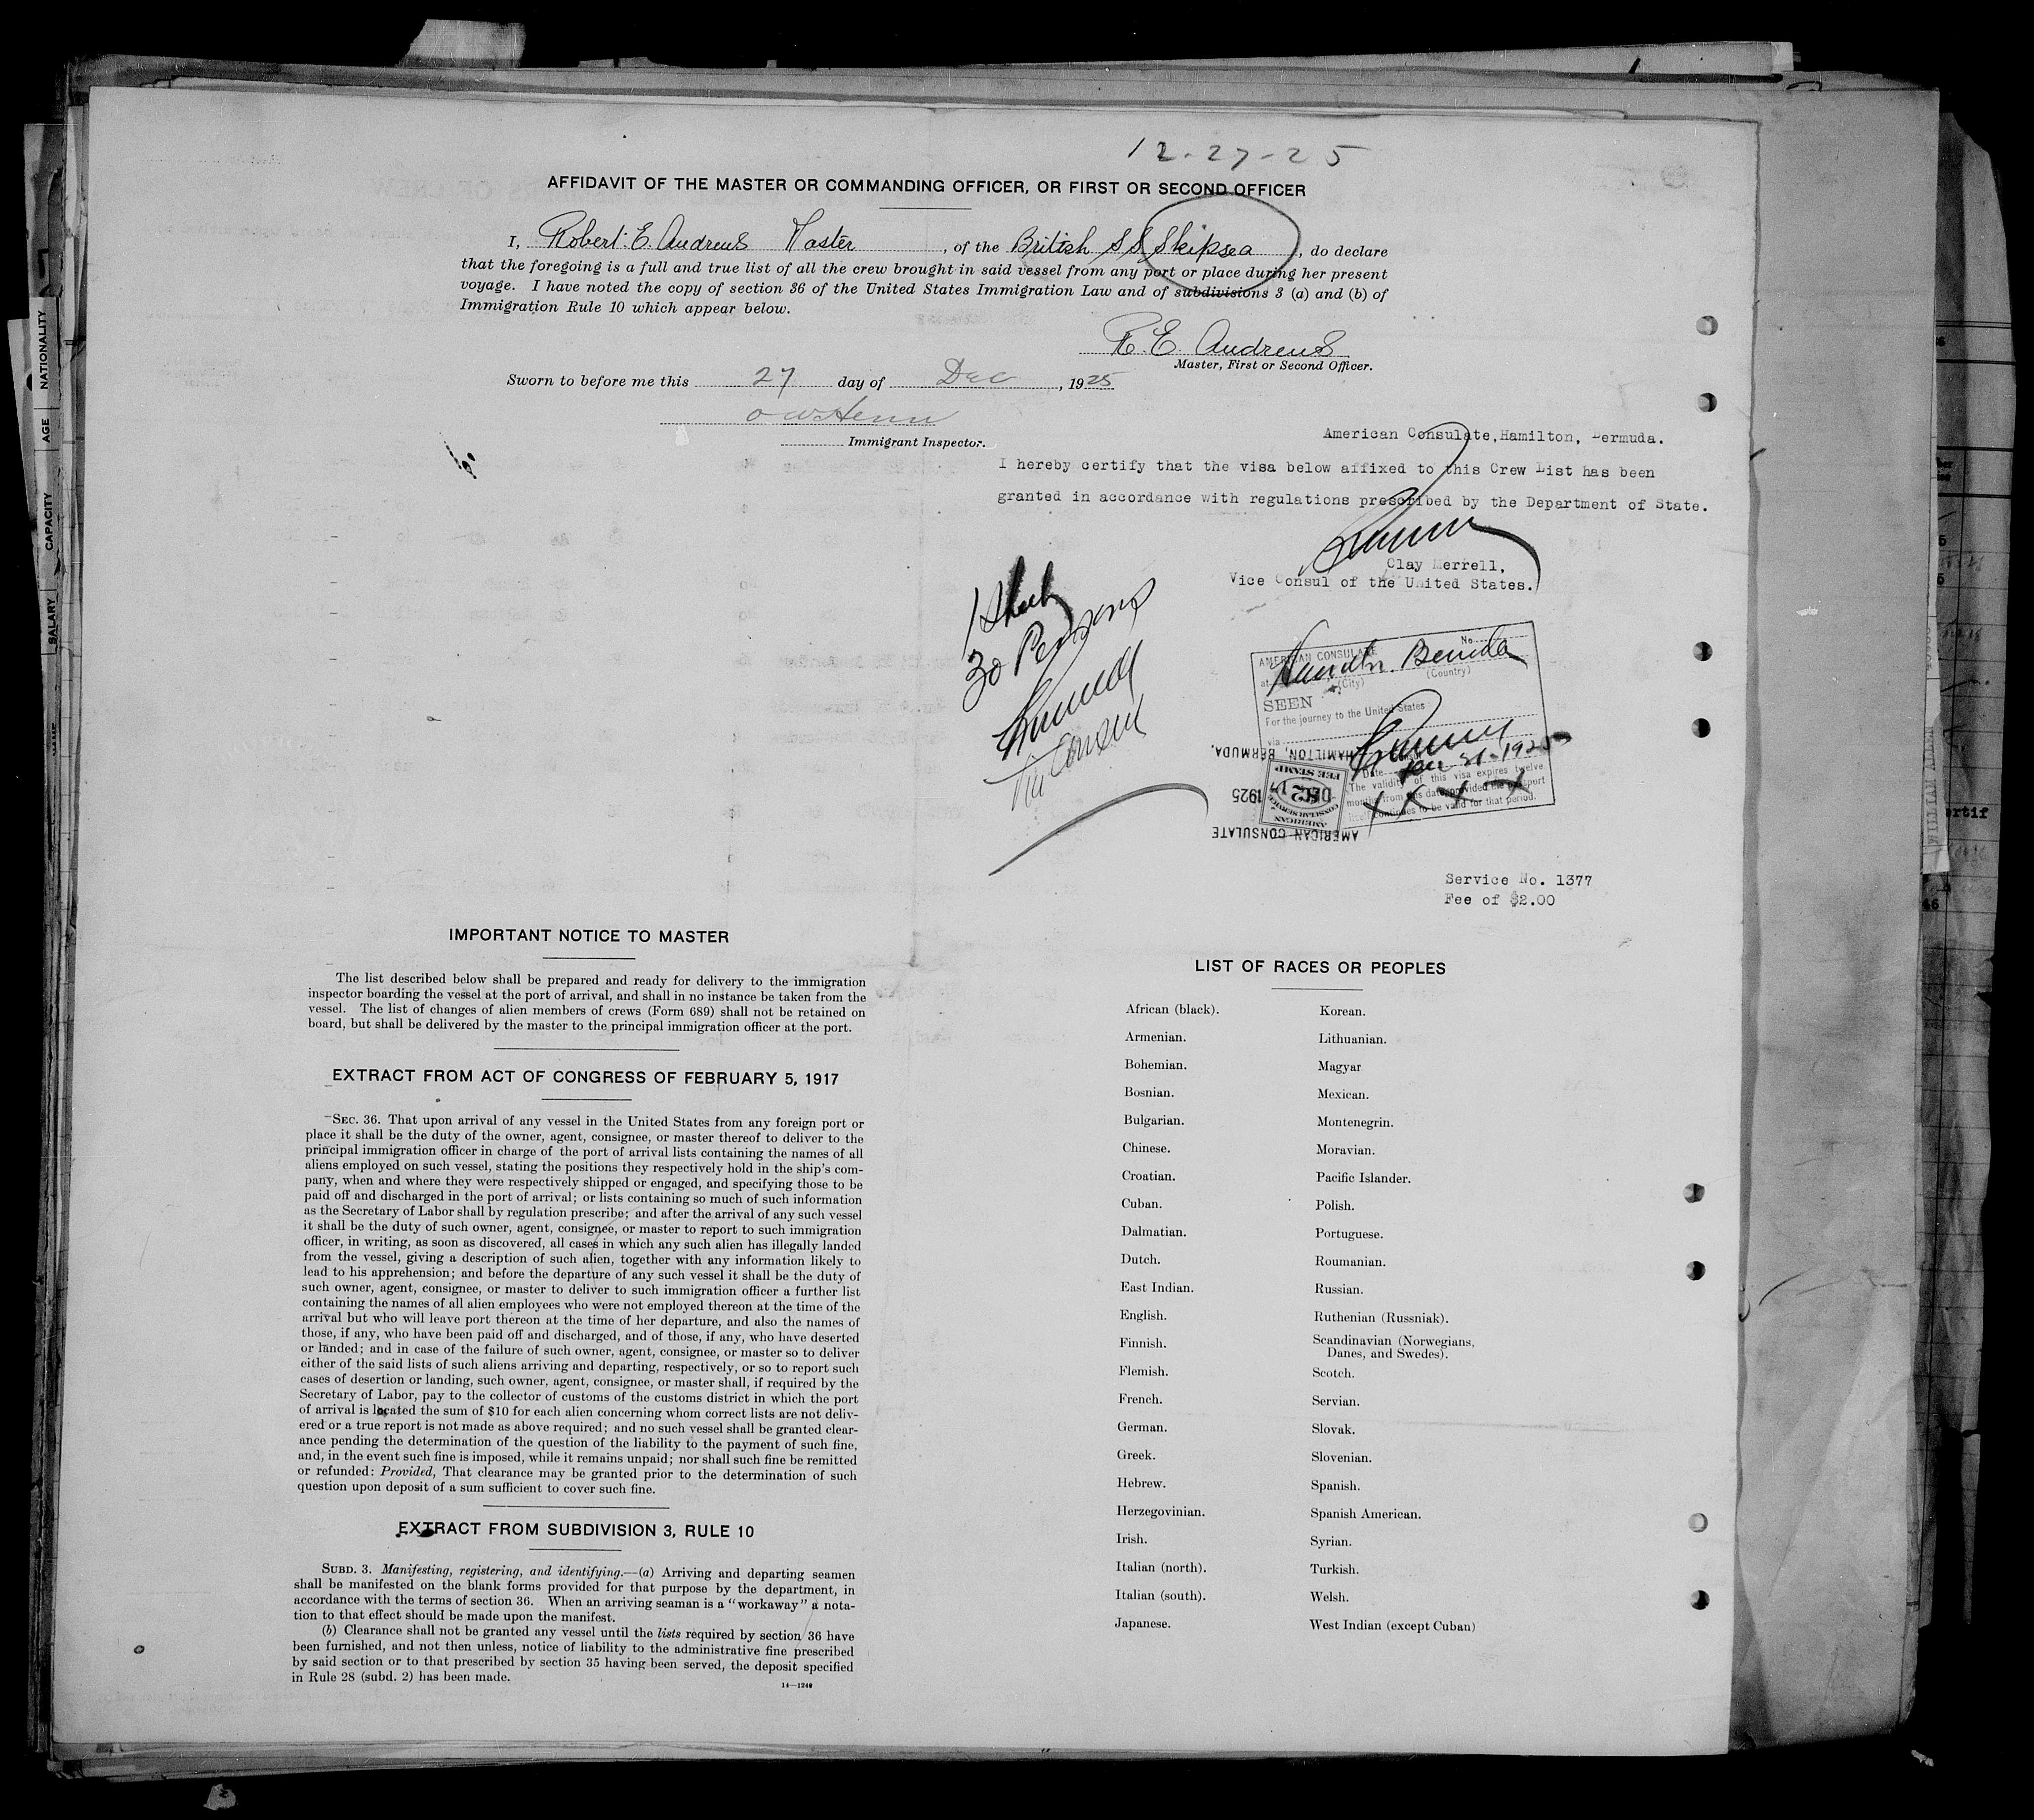 12-27-25
AFFIDAVIT OF THE MASTER OR COMMANDING OFFICER, OR FIRST OR SECOND OFFICER
I, Robert. E. Andrews Master, of the British SS Skipsea, do declare
that the foregoing is a full and true list of all the crew brought in said vessel from any port or place during her present
voyage. I have noted the copy of section 36 of the United States Immigration Law and of subdivisions 3 (a) and (b) of
Immigration Rule 10 which appear below.
R. E. Andrews
Master, First or Second Officer.
Sworn to before me this 27 day of Dec, 1925
Immigrant Inspector.
American Consulate, Hamilton, Bermuda.
I hereby certify that the visa below affixed to this Crew List has been
granted in accordance with regulations prescribed by the Department of State.
Clay Merrell,
Vice Consul of the United States.
1 Sheet
30 Persons
Vice Consul
No
AMERICAN CONSULATE
at Hamilton Bermuda
(City) (Country)
SEEN
For the journey to the United States
via
Date 1925
The validity of this visa expires twelve
months from this date provided the passport
itself continues to be valid for that period.
HAMILTON, BERMUDA.
FEE STAMP
DEC 21 1925
CONSULAR SERVICE
AMERICAN
AMERICAN CONSULATE
Service No. 1377
Fee of $2.00
IMPORTANT NOTICE TO MASTER
The list described below shall be prepared and ready for delivery to the immigration
inspector boarding the vessel at the port of arrival, and shall in no instance be taken from the
vessel. The list of changes of alien members of crews (Form 689) shall not be retained on
board, but shall be delivered by the master to the principal immigration officer at the port.
EXTRACT FROM ACT OF CONGRESS OF FEBRUARY 5, 1917
SEC. 36. That upon arrival of any vessel in the United States from any foreign port or
place it shall be the duty of the owner, agent, consignee, or master thereof to deliver to the
principal immigration officer in charge of the port of arrival lists containing the names of all
aliens employed on such vessel, stating the positions they respectively hold in the ship's com-
pany, when and where they were respectively shipped or engaged, and specifying those to be
paid off and discharged in the port of arrival; or lists containing so much of such information
as the Secretary of Labor shall by regulation prescribe; and after the arrival of any such vessel
it shall be the duty of such owner, agent, consignee, or master to report to such immigration
officer, in writing, as soon as discovered, all cases in which any such alien has illegally landed
from the vessel, giving a description of such alien, together with any information likely to
lead to his apprehension; and before the departure of any such vessel it shall be the duty of
such owner, agent, consignee, or master to deliver to such immigration officer a further list
containing the names of all alien employees who were not employed thereon at the time of the
arrival but who will leave port thereon at the time of her departure, and also the names of
those, if any, who have been paid off and discharged, and of those, if any, who have deserted
or landed; and in case of the failure of such owner, agent, consignee, or master so to deliver
either of the said lists of such aliens arriving and departing, respectively, or so to report such
cases of desertion or landing, such owner, agent, consignee, or master shall, if required by the
Secretary of Labor, pay to the collector of customs of the customs district in which the port
of arrival is located the sum of $10 for each alien concerning whom correct lists are not deliv-
ered or a true report is not made as above required; and no such vessel shall be granted clear-
ance pending the determination of the question of the liability to the payment of such fine,
and, in the event such fine is imposed, while it remains unpaid; nor shall such fine be remitted
or refunded: Provided, That clearance may be granted prior to the determination of such
question upon deposit of a sum sufficient to cover such fine.
EXTRACT FROM SUBDIVISION 3, RULE 10
SUBD. 3. Manifesting, registering, and identifying.—(a) Arriving and departing seamen
shall be manifested on the blank forms provided for that purpose by the department, in
accordance with the terms of section 36. When an arriving seaman is a "workaway" a nota-
tion to that effect should be made upon the manifest.
(b) Clearance shall not be granted any vessel until the lists required by section 36 have
been furnished, and not then unless, notice of liability to the administrative fine prescribed
by said section or to that prescribed by section 35 having been served, the deposit specified
in Rule 28 (subd. 2) has been made.
14—1240
LIST OF RACES OR PEOPLES
African (black).
Armenian.
Bohemian.
Bosnian.
Bulgarian.
Chinese.
Croatian.
Cuban.
Dalmatian.
Dutch.
East Indian.
English.
Finnish.
Flemish.
French.
German.
Greek.
Hebrew.
Herzegovinian.
Irish.
Italian (north).
Italian (south).
Japanese.
Korean.
Lithuanian.
Magyar
Mexican.
Montenegrin.
Moravian.
Pacific Islander.
Polish.
Portuguese.
Roumanian.
Russian.
Ruthenian (Russniak).
Scandinavian (Norwegians,
Danes, and Swedes).
Scotch.
Servian.
Slovak.
Slovenian.
Spanish.
Spanish American.
Syrian.
Turkish.
Welsh.
West Indian (except Cuban)
NATIONALITY
AGE
CAPACITY
SALARY